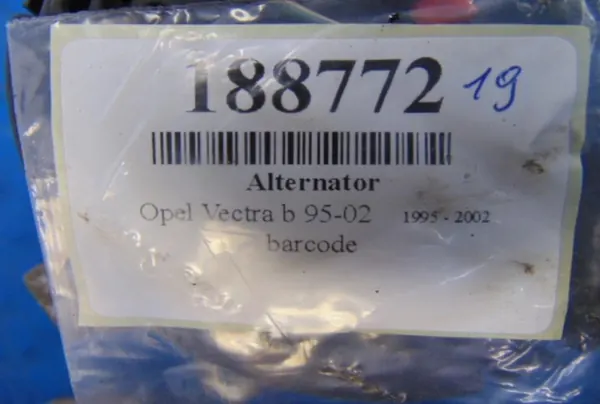 188772 19
Alternator
Opel Vectra b 95-02 1995 - 2002
barcode